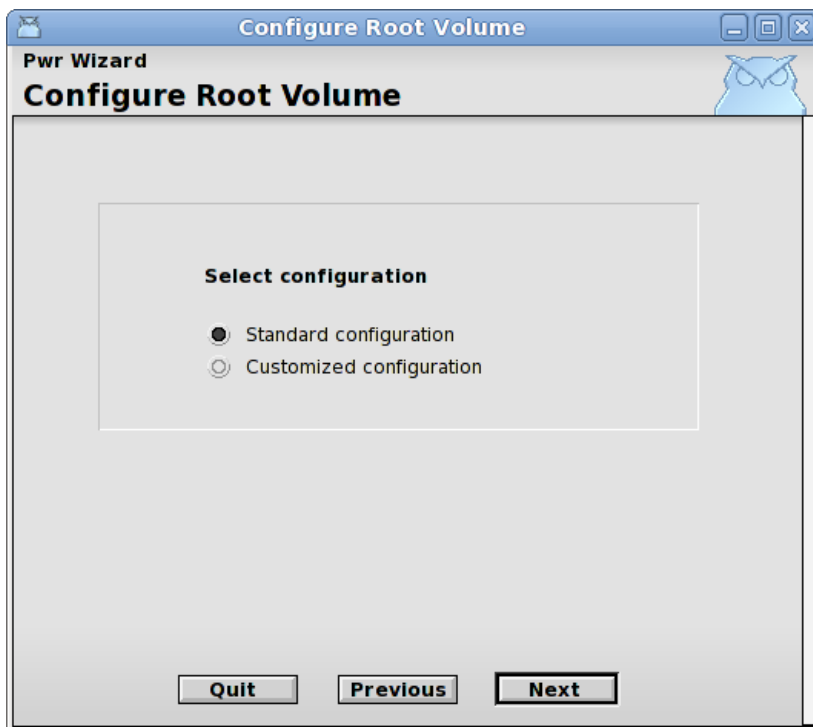 Configure Root Volume
Pwr Wizard
Configure Root Volume
Select configuration
Standard configuration
Customized configuration
Quit Previous Next